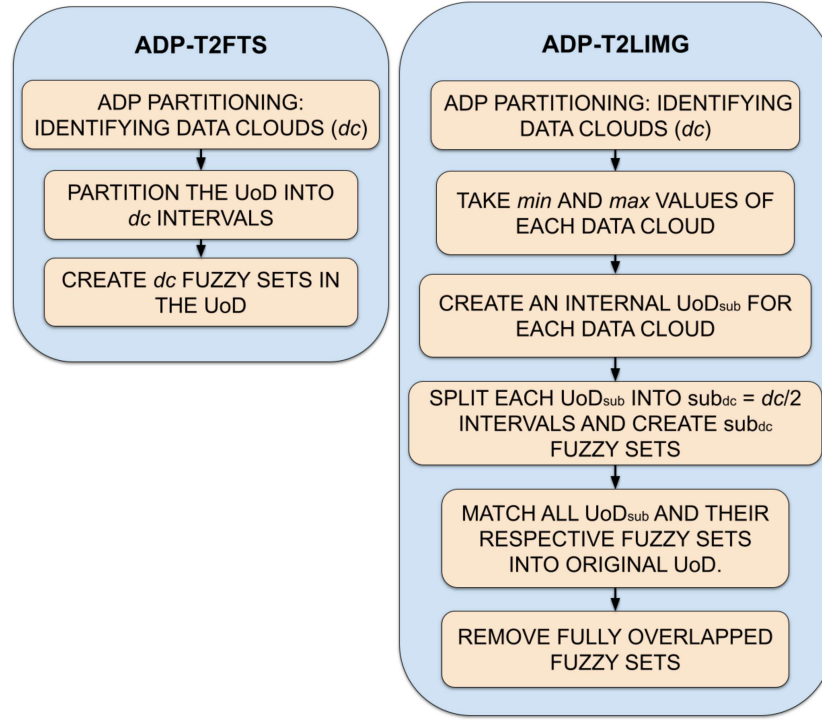 ADP-T2FTS
ADP PARTITIONING:
IDENTIFYING DATA CLOUDS (dc)
PARTITION THE UoD INTO
dc INTERVALS
CREATE dc FUZZY SETS IN
THE UoD
ADP-T2LIMG
ADP PARTITIONING: IDENTIFYING
DATA CLOUDS (dc)
TAKE min AND max VALUES OF
EACH DATA CLOUD
CREATE AN INTERNAL UoDsub FOR
EACH DATA CLOUD
SPLIT EACH UoDsub INTO subdc = dc/2
INTERVALS AND CREATE subdc
FUZZY SETS
MATCH ALL UoDsub AND THEIR
RESPECTIVE FUZZY SETS
INTO ORIGINAL UoD.
REMOVE FULLY OVERLAPPED
FUZZY SETS